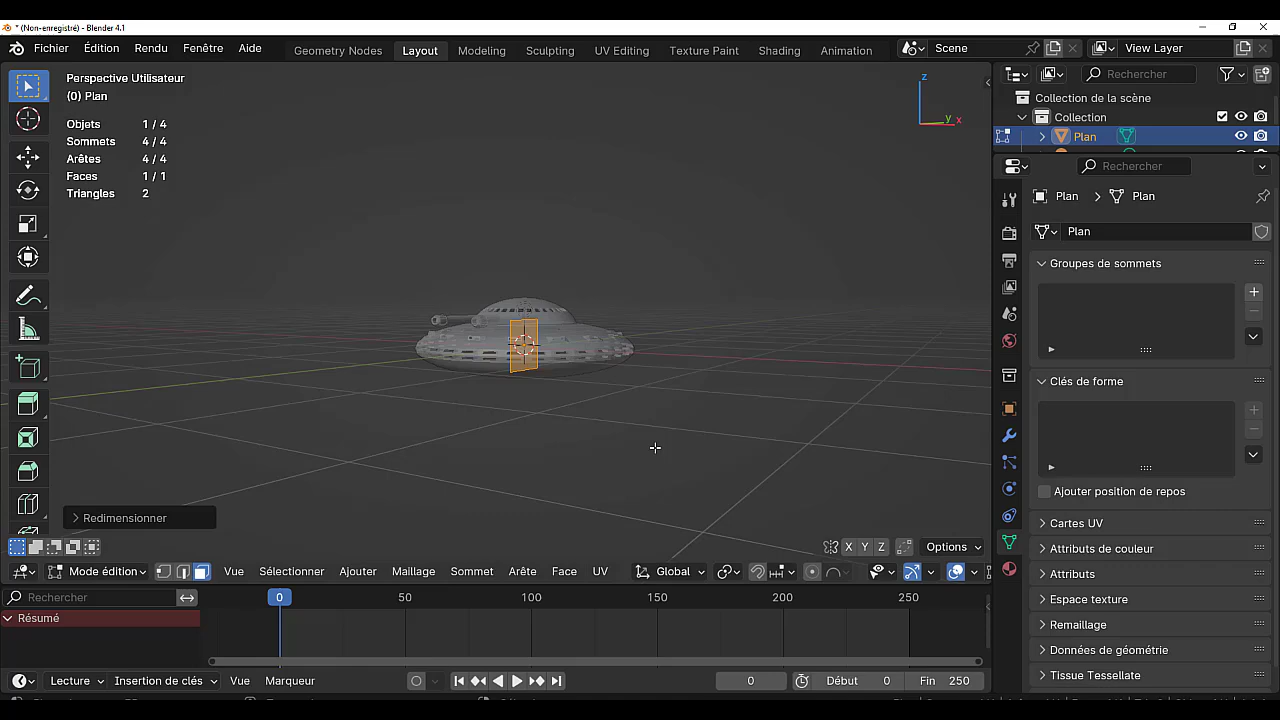 * (Non-enregistré) - Blender 4.1
Fichier Édition Rendu Fenêtre Aide Geometry Nodes Layout Modeling Sculpting UV Editing Texture Paint Shading Animation Scene View Layer
Perspective Utilisateur
(0) Plan
Objets 1 / 4
Sommets 4 / 4
Arêtes 4 / 4
Faces 1 / 1
Triangles 2
z
y
x
Redimensionner
X Y Z Options
Mode édition Vue Sélectionner Ajouter Maillage Sommet Arête Face UV Global
Rechercher
Collection de la scène
Collection
Plan
Rechercher
Plan > Plan
Plan
Groupes de sommets
Clés de forme
Ajouter position de repos
Cartes UV
Attributs de couleur
Attributs
Espace texture
Remaillage
Données de géométrie
Tissue Tessellate
Rechercher 0 50 100 150 200 250
Résumé
Lecture Insertion de clés Vue Marqueur 0 Début 0 Fin 250